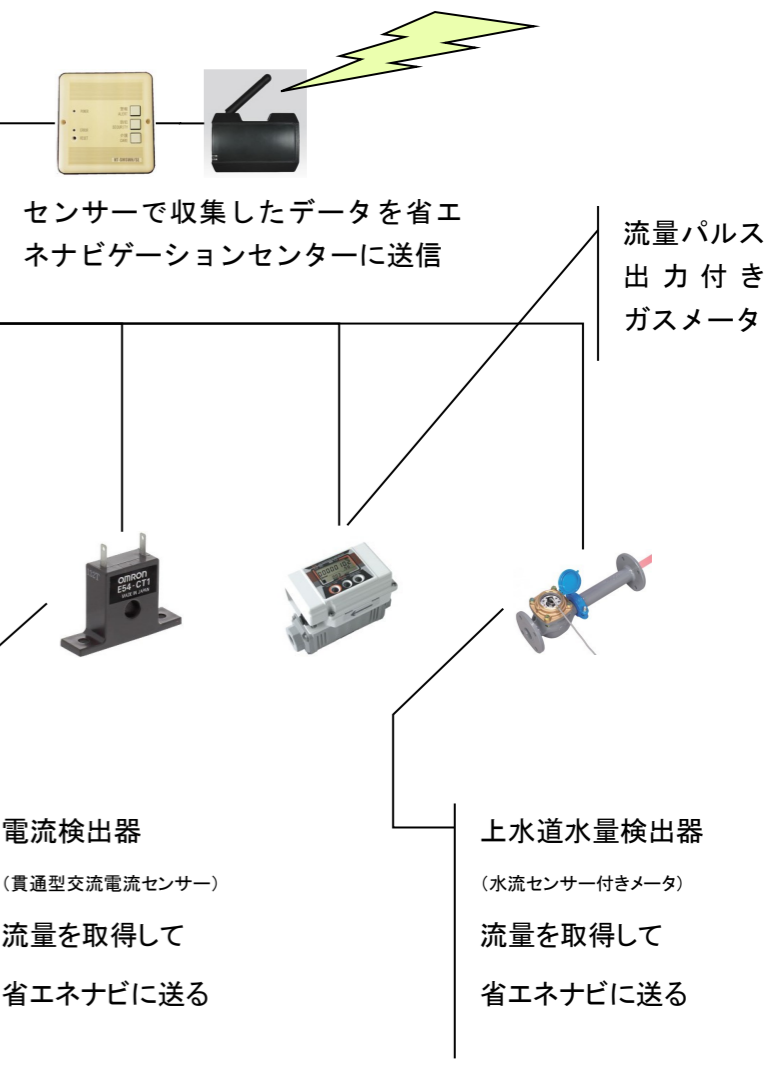 センサーで収集したデータを省エ
ネナビゲーションセンターに送信
流量パルス
出力付き
ガスメータ
OMRON
E54-CT1
MADE IN JAPAN
電流検出器
（貫通型交流電流センサー）
流量を取得して
省エネナビに送る
上水道水量検出器
（水流センサー付きメータ）
流量を取得して
省エネナビに送る